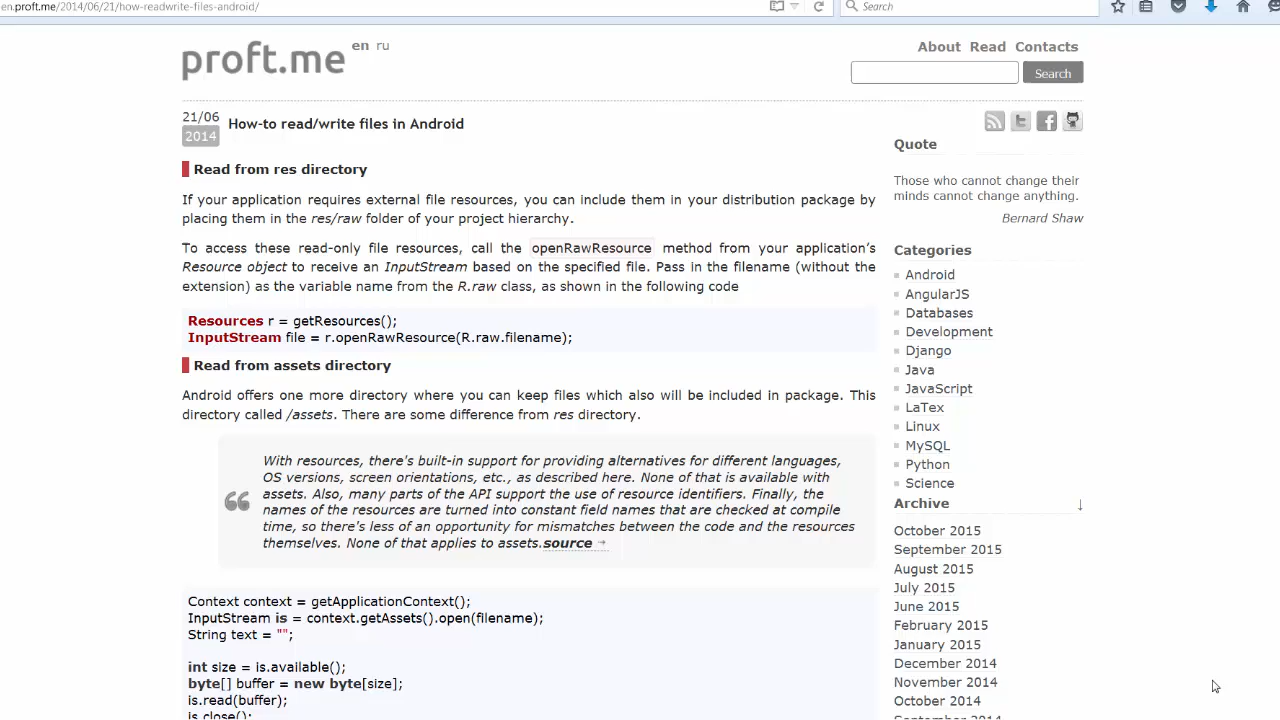 en.proft.me/2014/06/21/how-readwrite-files-android/
Search
proft.me
en ru
About Read Contacts
Search
21/06
2014
How-to read/write files in Android
Read from res directory
If your application requires external file resources, you can include them in your distribution package by
placing them in the res/raw folder of your project hierarchy.
To access these read-only file resources, call the openRawResource method from your application's
Resource object to receive an InputStream based on the specified file. Pass in the filename (without the
extension) as the variable name from the R.raw class, as shown in the following code
Resources r = getResources();
InputStream file = r.openRawResource(R.raw.filename);
Read from assets directory
Android offers one more directory where you can keep files which also will be included in package. This
directory called /assets. There are some difference from res directory.
With resources, there's built-in support for providing alternatives for different languages,
OS versions, screen orientations, etc., as described here. None of that is available with
assets. Also, many parts of the API support the use of resource identifiers. Finally, the
names of the resources are turned into constant field names that are checked at compile
time, so there's less of an opportunity for mismatches between the code and the resources
themselves. None of that applies to assets.source →
Context context = getApplicationContext();
InputStream is = context.getAssets().open(filename);
String text = "";
int size = is.available();
byte[] buffer = new byte[size];
is.read(buffer);
is.close();
Quote
Those who cannot change their
minds cannot change anything.
Bernard Shaw
Categories
Android
AngularJS
Databases
Development
Django
Java
JavaScript
LaTex
Linux
MySQL
Python
Science
Archive ↓
October 2015
September 2015
August 2015
July 2015
June 2015
February 2015
January 2015
December 2014
November 2014
October 2014
September 2014